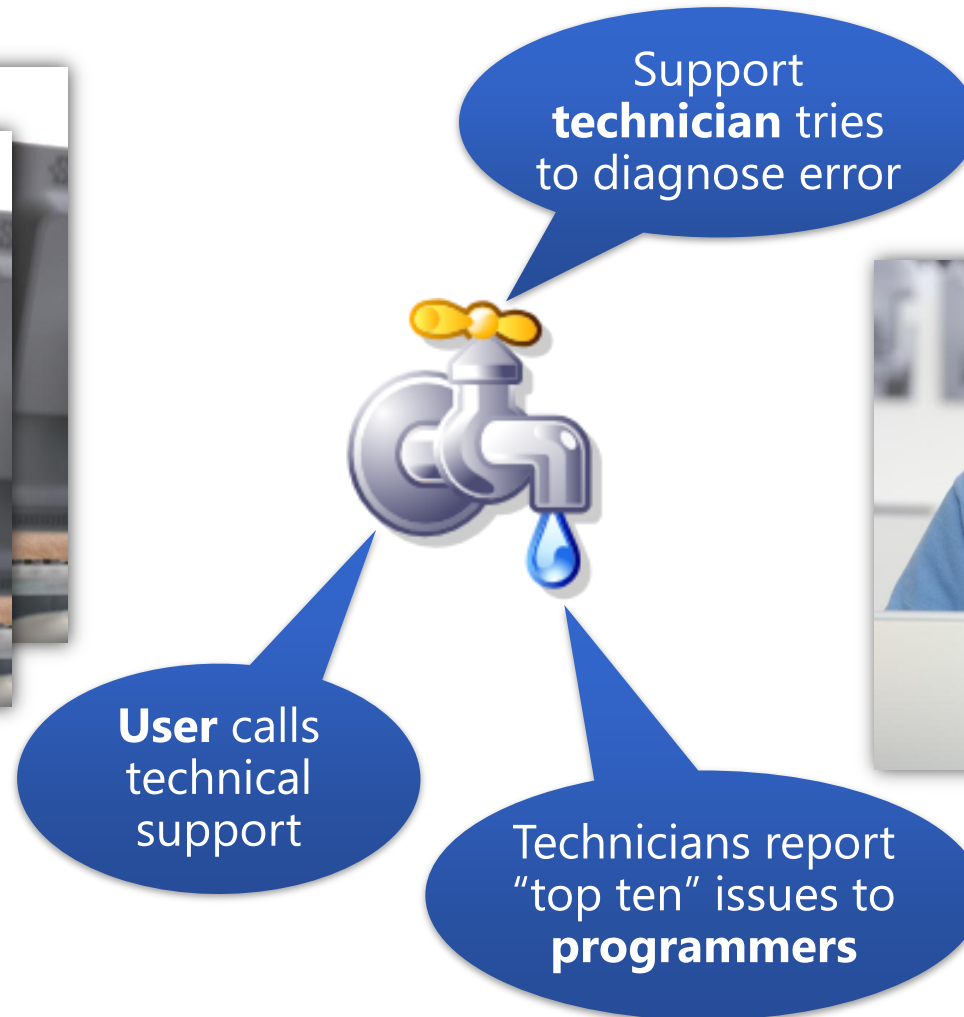 Support
technician tries
to diagnose error
User calls
technical
support
Technicians report
“top ten” issues to
programmers